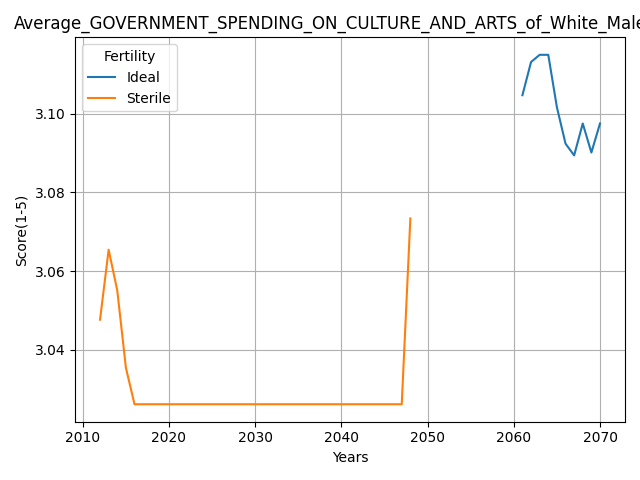 Average_GOVERNMENT_SPENDING_ON_CULTURE_AND_ARTS_of_White_Male
Fertility
Ideal
Sterile
Score(1-5)
3.10
3.08
3.06
3.04
2010 2020 2030 2040 2050 2060 2070
Years